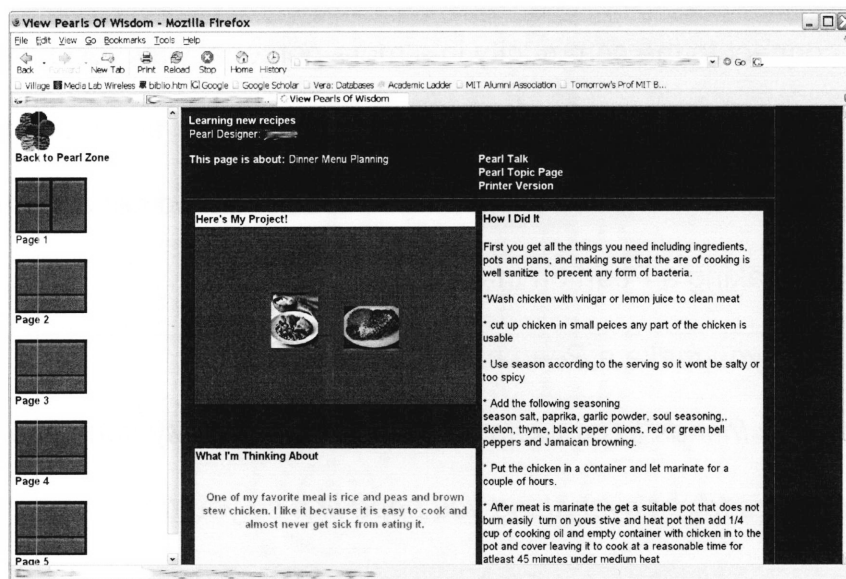 View Pearls Of Wisdom - Mozilla Firefox
File Edit View Go Bookmarks Tools Help
Back New Tab Print Reload Stop Home History Go
Village Media Lab Wireless biblio.htm Google Google Scholar Vera: Databases Academic Ladder MIT Alumni Association Tomorrow's Prof MIT B...
View Pearls Of Wisdom
Back to Pearl Zone
Page 1
Page 2
Page 3
Page 4
Page 5
Learning new recipes
Pearl Designer:
This page is about: Dinner Menu Planning
Pearl Talk
Pearl Topic Page
Printer Version
Here's My Project!
What I'm Thinking About
One of my favorite meal is rice and peas and brown
stew chicken. I like it becvause it is easy to cook and
almost never get sick from eating it.
How I Did It
First you get all the things you need including ingredients,
pots and pans, and making sure that the are of cooking is
well sanitize to precent any form of bacteria.
*Wash chicken with vinigar or lemon juice to clean meat
* cut up chicken in small peices any part of the chicken is
usable
* Use season according to the serving so it wont be salty or
too spicy
* Add the following seasoning
season salt, paprika, garlic powder, soul seasoning,,
skelon, thyme, black peper onions, red or green bell
peppers and Jamaican browning.
* Put the chicken in a container and let marinate for a
couple of hours.
* After meat is marinate the get a suitable pot that does not
burn easily turn on yous stive and heat pot then add 1/4
cup of cooking oil and empty container with chicken in to the
pot and cover leaving it to cook at a reasonable time for
atleast 45 minutes under medium heat